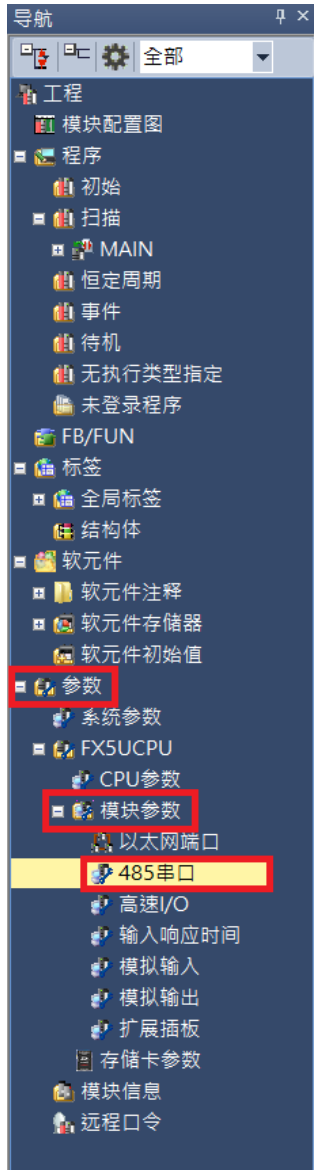 导航
全部
工程
模块配置图
程序
初始
扫描
MAIN
恒定周期
事件
待机
无执行类型指定
未登录程序
FB/FUN
标签
全局标签
结构体
软元件
软元件注释
软元件存储器
软元件初始值
参数
系统参数
FX5UCPU
CPU参数
模块参数
以太网端口
485串口
高速I/O
输入响应时间
模拟输入
模拟输出
扩展插板
存储卡参数
模块信息
远程口令